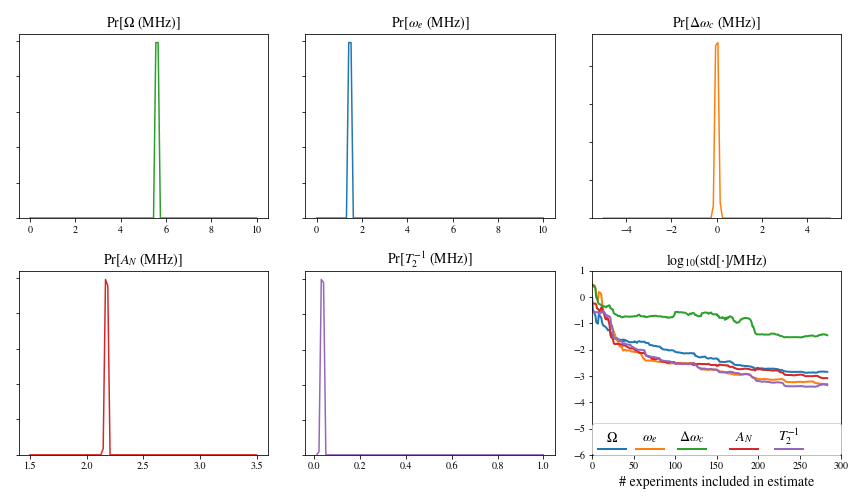 Pr[Ω (MHz)]
0 2 4 6 8 10
Pr[ωₑ (MHz)]
0 2 4 6 8 10
Pr[Δω_c (MHz)]
−4 −2 0 2 4
Pr[A_N (MHz)]
1.5 2.0 2.5 3.0 3.5
Pr[T₂⁻¹ (MHz)]
0.0 0.2 0.4 0.6 0.8 1.0
log₁₀(std[·]/MHz)
1
0
−1
−2
−3
−4
−5
−6
Ω ωₑ Δω_c A_N T₂⁻¹
0 50 100 150 200 250 300
# experiments included in estimate